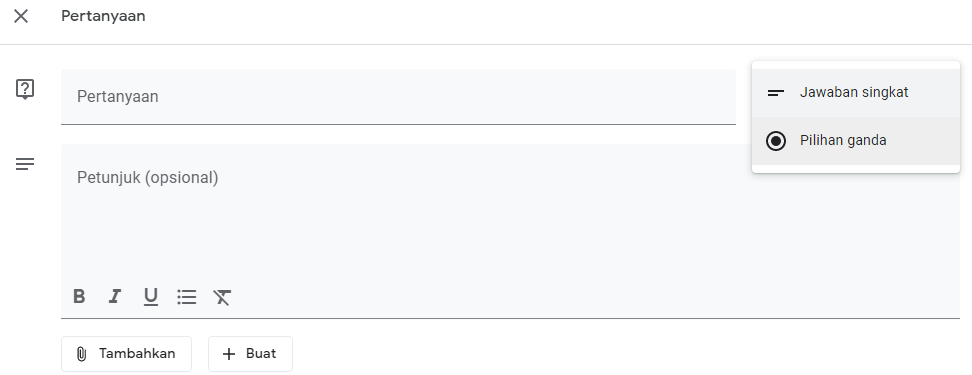 Pertanyaan
Pertanyaan
Jawaban singkat
Pilihan ganda
Petunjuk (opsional)
B I U
Tambahkan
Buat